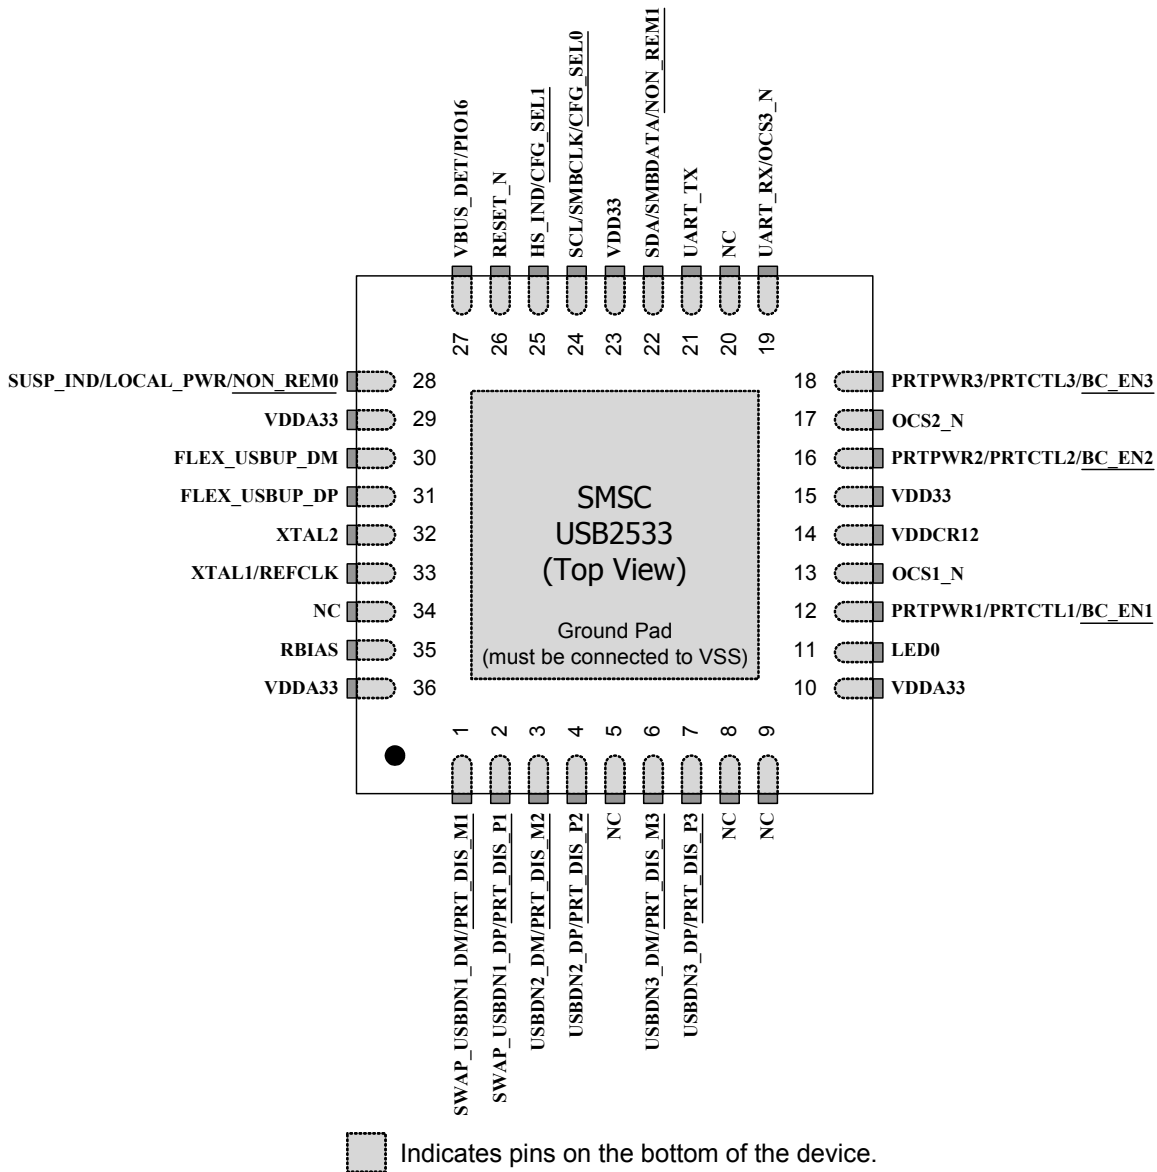 VBUS_DET/PIO16
RESET_N
HS_IND/CFG_SEL1
SCL/SMBCLK/CFG_SEL0
VDD33
SDA/SMBDATA/NON_REM1
UART_TX
NC
UART_RX/OCS3_N
27
26
25
24
23
22
21
20
19
SUSP_IND/LOCAL_PWR/NON_REM0 28
VDDA33 29
FLEX_USBUP_DM 30
FLEX_USBUP_DP 31
XTAL2 32
XTAL1/REFCLK 33
NC 34
RBIAS 35
VDDA33 36
SMSC
USB2533
(Top View)
Ground Pad
(must be connected to VSS)
18 PRTPWR3/PRTCTL3/BC_EN3
17 OCS2_N
16 PRTPWR2/PRTCTL2/BC_EN2
15 VDD33
14 VDDCR12
13 OCS1_N
12 PRTPWR1/PRTCTL1/BC_EN1
11 LED0
10 VDDA33
1
2
3
4
5
6
7
8
9
SWAP_USBDN1_DM/PRT_DIS_M1
SWAP_USBDN1_DP/PRT_DIS_P1
USBDN2_DM/PRT_DIS_M2
USBDN2_DP/PRT_DIS_P2
NC
USBDN3_DM/PRT_DIS_M3
USBDN3_DP/PRT_DIS_P3
NC
NC
Indicates pins on the bottom of the device.